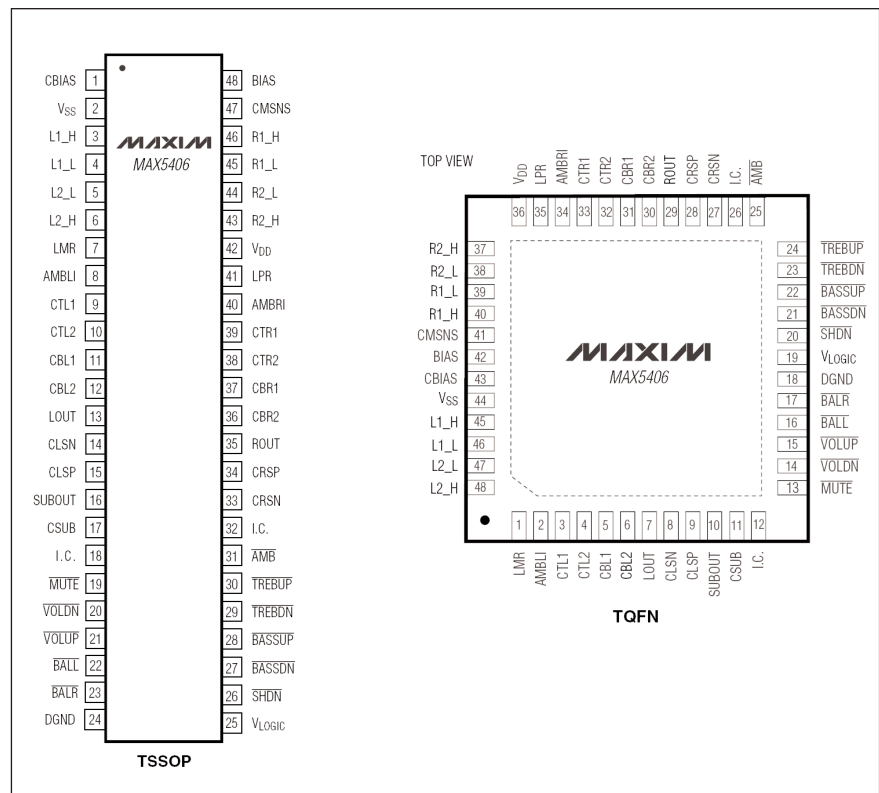 CBIAS 1 48 BIAS
VSS 2 47 CMSNS
L1_H 3 46 R1_H
L1_L 4 45 R1_L
L2_L 5 44 R2_L
L2_H 6 43 R2_H
LMR 7 42 VDD
AMBLI 8 41 LPR
CTL1 9 40 AMBRI
CTL2 10 39 CTR1
CBL1 11 38 CTR2
CBL2 12 37 CBR1
LOUT 13 36 CBR2
CLSN 14 35 ROUT
CLSP 15 34 CRSP
SUBOUT 16 33 CRSN
CSUB 17 32 I.C.
I.C. 18 31 AMB
MUTE 19 30 TREBUP
VOLDN 20 29 TREBDN
VOLUP 21 28 BASSUP
BALL 22 27 BASSDN
BALR 23 26 SHDN
DGND 24 25 VLOGIC
MAXIM
MAX5406
TSSOP
TOP VIEW
VDD LPR AMBRI CTR1 CTR2 CBR1 CBR2 ROUT CRSP CRSN I.C. AMB
36 35 34 33 32 31 30 29 28 27 26 25
R2_H 37 24 TREBUP
R2_L 38 23 TREBDN
R1_L 39 22 BASSUP
R1_H 40 21 BASSDN
CMSNS 41 20 SHDN
BIAS 42 19 VLOGIC
CBIAS 43 18 DGND
VSS 44 17 BALR
L1_H 45 16 BALL
L1_L 46 15 VOLUP
L2_L 47 14 VOLDN
L2_H 48 13 MUTE
MAXIM
MAX5406
1 2 3 4 5 6 7 8 9 10 11 12
LMR AMBLI CTL1 CTL2 CBL1 CBL2 LOUT CLSN CLSP SUBOUT CSUB I.C.
TQFN